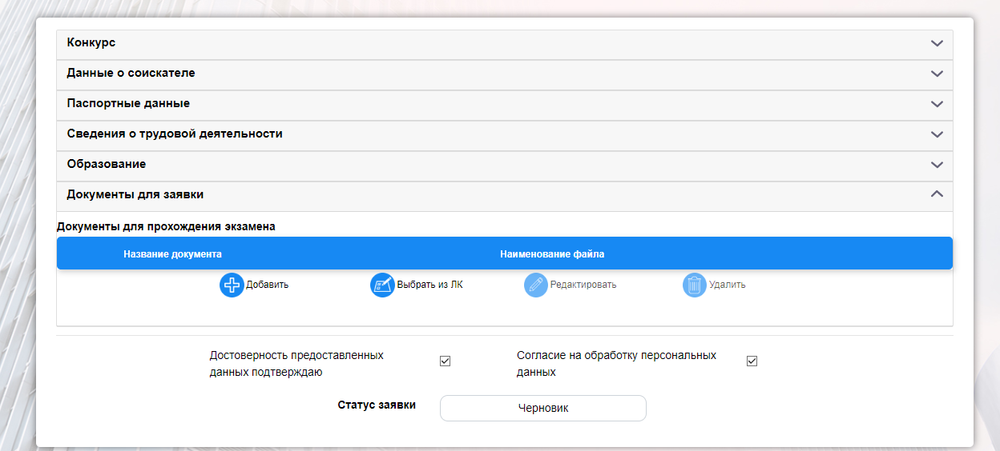 Конкурс
Данные о соискателе
Паспортные данные
Сведения о трудовой деятельности
Образование
Документы для заявки
Документы для прохождения экзамена
Название документа Наименование файла
Добавить Выбрать из ЛК Редактировать Удалить
Достоверность предоставленных
данных подтверждаю
Согласие на обработку персональных
данных
Статус заявки Черновик